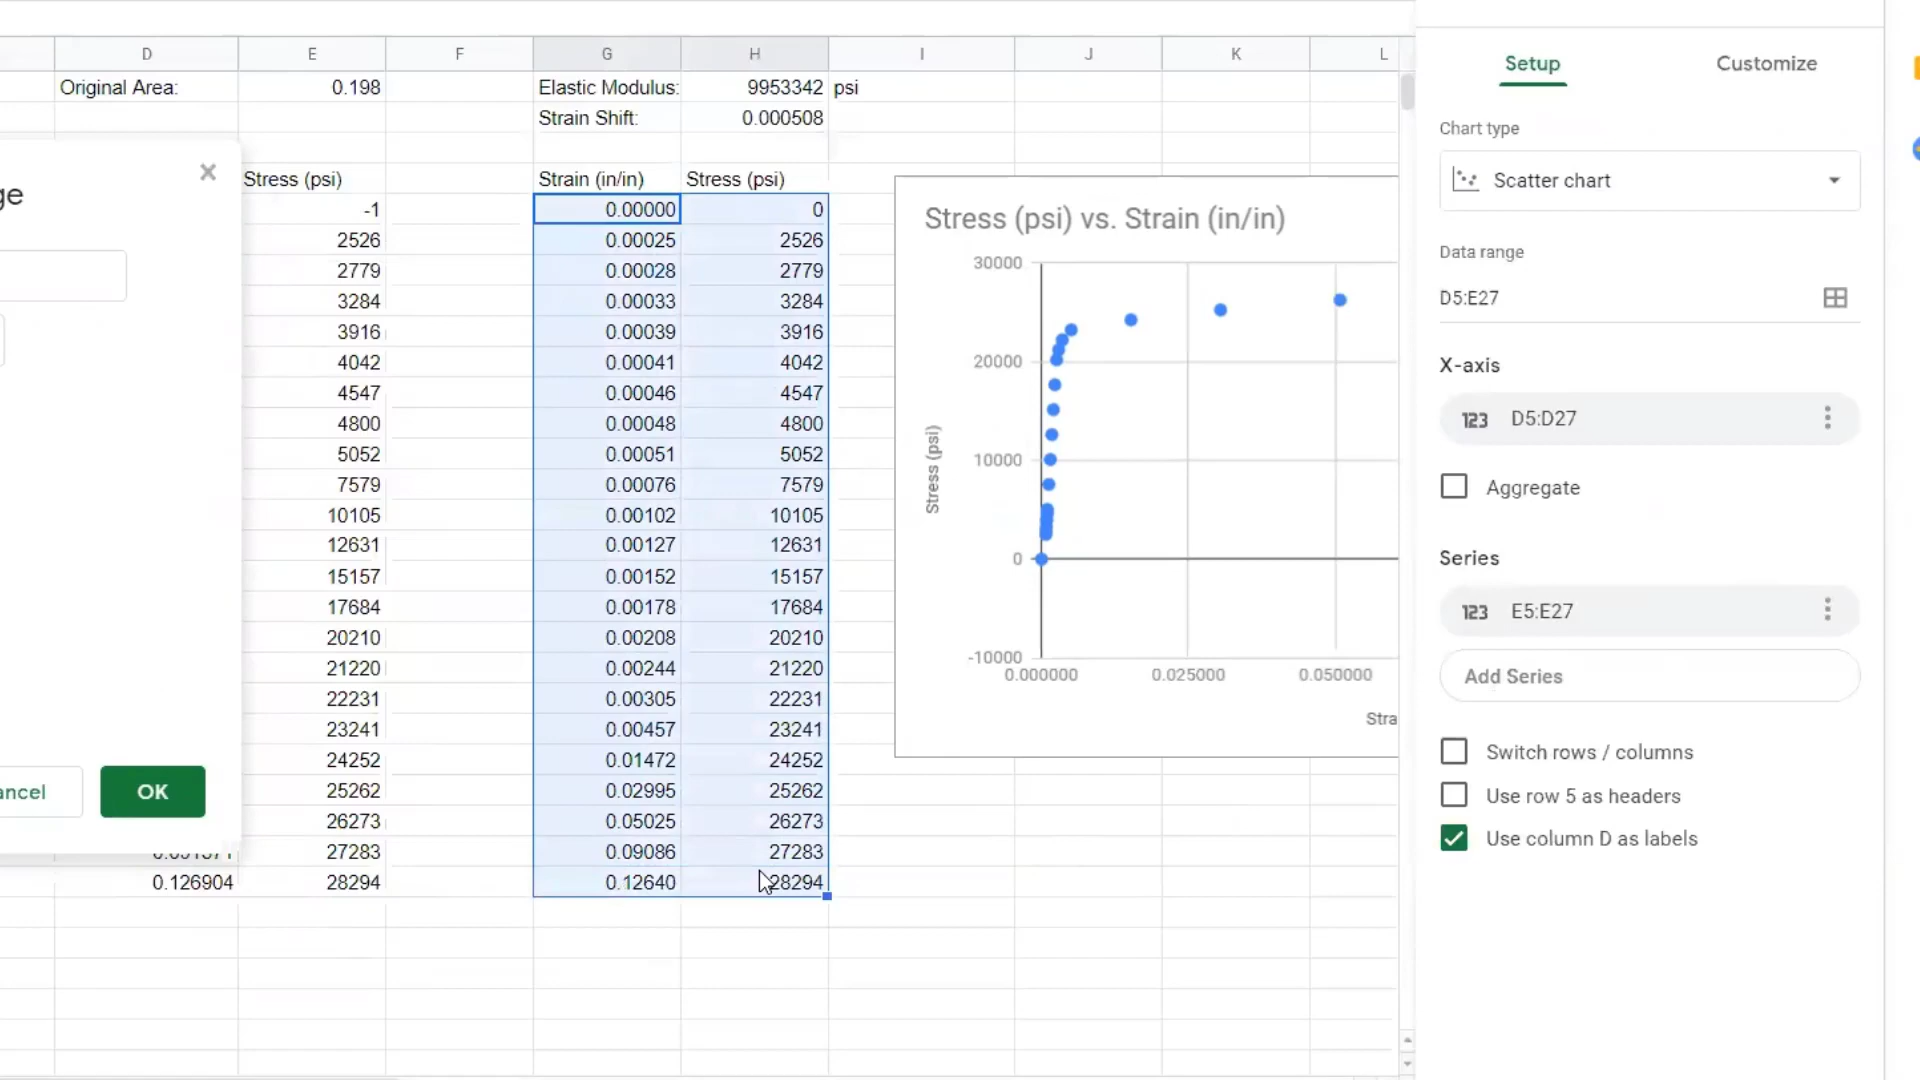 D E F G H I J K L
Original Area: 0.198 Elastic Modulus: 9953342 psi
Strain Shift: 0.000508
ge
Stress (psi) Strain (in/in) Stress (psi)
-1 0.00000 0
2526 0.00025 2526
2779 0.00028 2779
3284 0.00033 3284
3916 0.00039 3916
4042 0.00041 4042
4547 0.00046 4547
4800 0.00048 4800
5052 0.00051 5052
7579 0.00076 7579
10105 0.00102 10105
12631 0.00127 12631
15157 0.00152 15157
17684 0.00178 17684
20210 0.00208 20210
21220 0.00244 21220
22231 0.00305 22231
23241 0.00457 23241
24252 0.01472 24252
25262 0.02995 25262
26273 0.05025 26273
27283 0.09086 27283
0.126904 28294 0.12640 28294
ancel OK
Stress (psi) vs. Strain (in/in)
30000
20000
10000
0
-10000
Stress (psi)
0.000000 0.025000 0.050000
Stra
Setup Customize
Chart type
Scatter chart
Data range
D5:E27
X-axis
123 D5:D27
Aggregate
Series
123 E5:E27
Add Series
Switch rows / columns
Use row 5 as headers
Use column D as labels